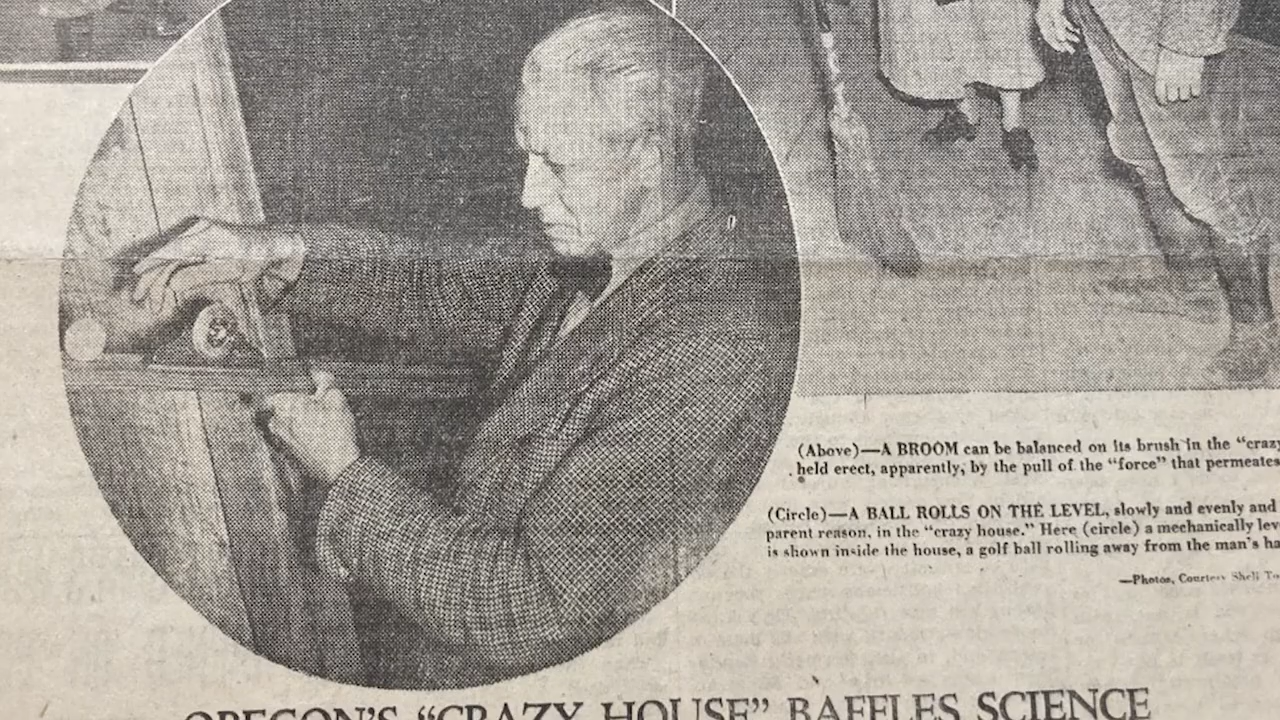 (Above)—A BROOM can be balanced on its brush in the “crazy
held erect, apparently, by the pull of the “force” that permeates
(Circle)—A BALL ROLLS ON THE LEVEL, slowly and evenly and
parent reason, in the “crazy house.” Here (circle) a mechanically lev
is shown inside the house, a golf ball rolling away from the man's ha
—Photos, Courtesy Shell To
OREGON'S “CRAZY HOUSE” BAFFLES SCIENCE